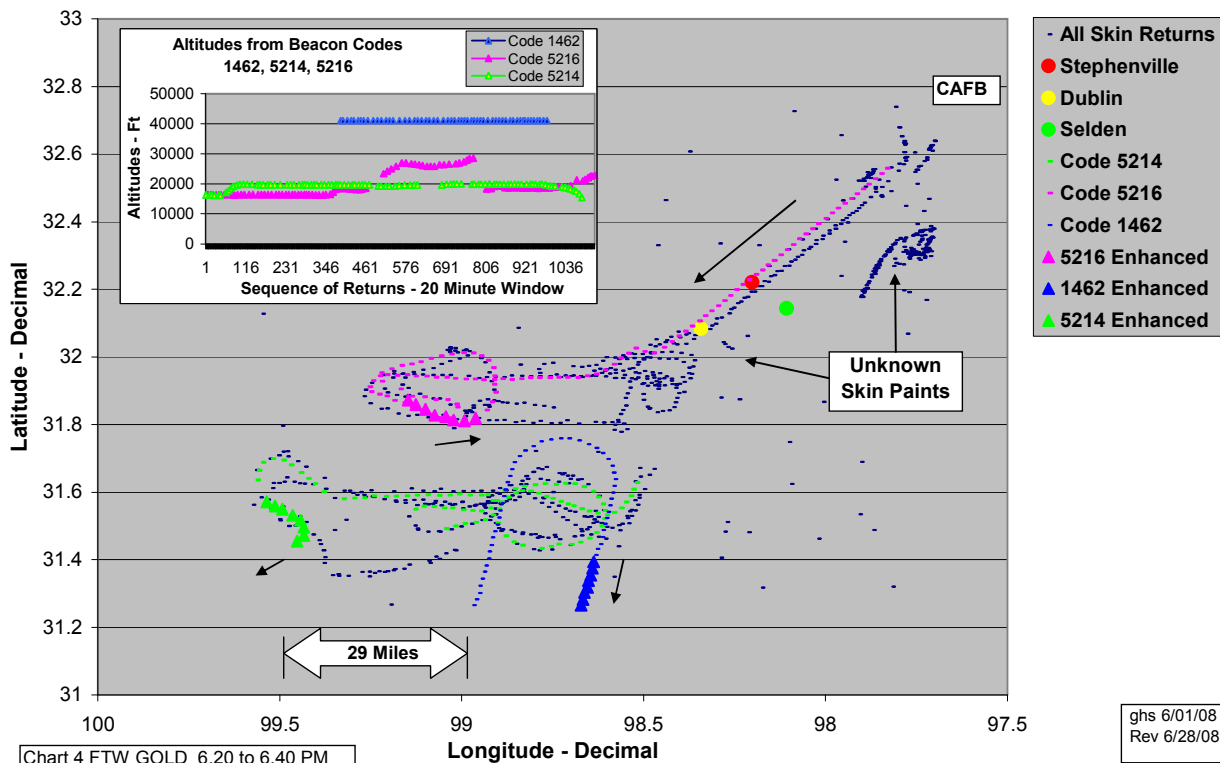 33
32.8
32.6
32.4
32.2
32
31.8
31.6
31.4
31.2
31
Latitude - Decimal
100
99.5
99
98.5
98
97.5
Longitude - Decimal
Altitudes from Beacon Codes
1462, 5214, 5216
Code 1462
Code 5216
Code 5214
50000
40000
30000
20000
10000
0
Altitudes - Ft
1
116
231
346
461
576
691
806
921
1036
Sequence of Returns - 20 Minute Window
CAFB
Unknown
Skin Paints
29 Miles
All Skin Returns
Stephenville
Dublin
Selden
Code 5214
Code 5216
Code 1462
5216 Enhanced
1462 Enhanced
5214 Enhanced
Chart 4 FTW GOLD 6.20 to 6.40 PM
ghs 6/01/08
Rev 6/28/08